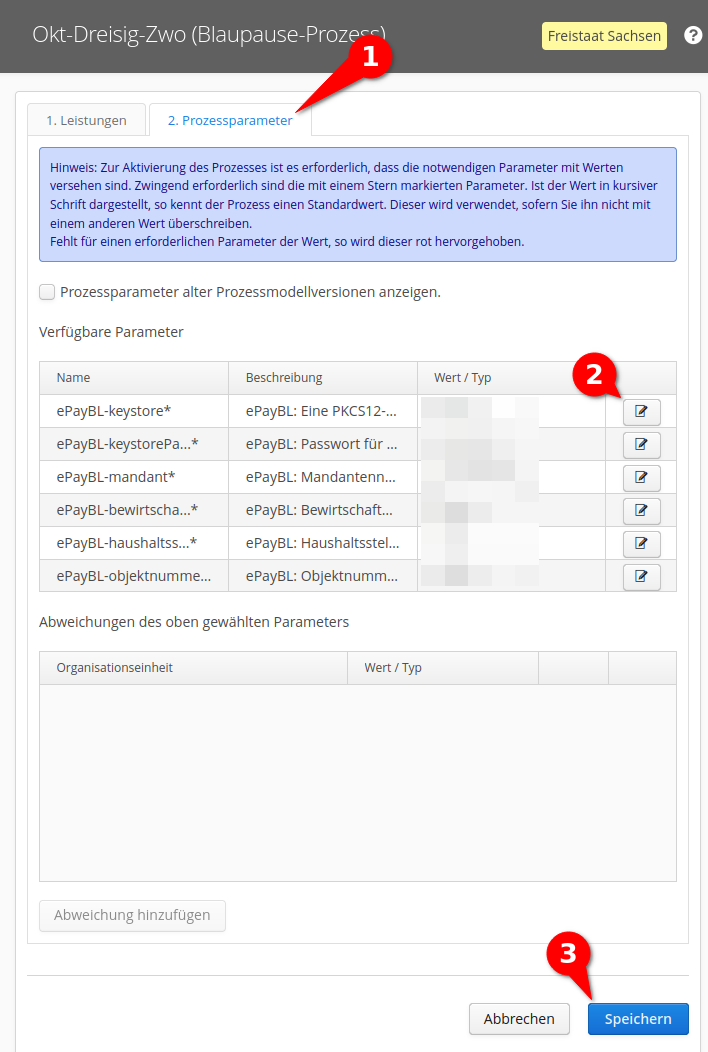 Okt-Dreisig-Zwo (Blaupause-Prozess)
1
Freistaat Sachsen
?
1. Leistungen
2. Prozessparameter
Hinweis: Zur Aktivierung des Prozesses ist es erforderlich, dass die notwendigen Parameter mit Werten
versehen sind. Zwingend erforderlich sind die mit einem Stern markierten Parameter. Ist der Wert in kursiver
Schrift dargestellt, so kennt der Prozess einen Standardwert. Dieser wird verwendet, sofern Sie ihn nicht mit
einem anderen Wert überschreiben.
Fehlt für einen erforderlichen Parameter der Wert, so wird dieser rot hervorgehoben.
Prozessparameter alter Prozessmodellversionen anzeigen.
Verfügbare Parameter
2
Name Beschreibung Wert / Typ
ePayBL-keystore* ePayBL: Eine PKCS12-...
ePayBL-keystorePa...* ePayBL: Passwort für ...
ePayBL-mandant* ePayBL: Mandantenn...
ePayBL-bewirtscha...* ePayBL: Bewirtschaft...
ePayBL-haushaltss...* ePayBL: Haushaltsstel...
ePayBL-objektnumme... ePayBL: Objektnumm...
Abweichungen des oben gewählten Parameters
Organisationseinheit Wert / Typ
Abweichung hinzufügen
3
Abbrechen Speichern